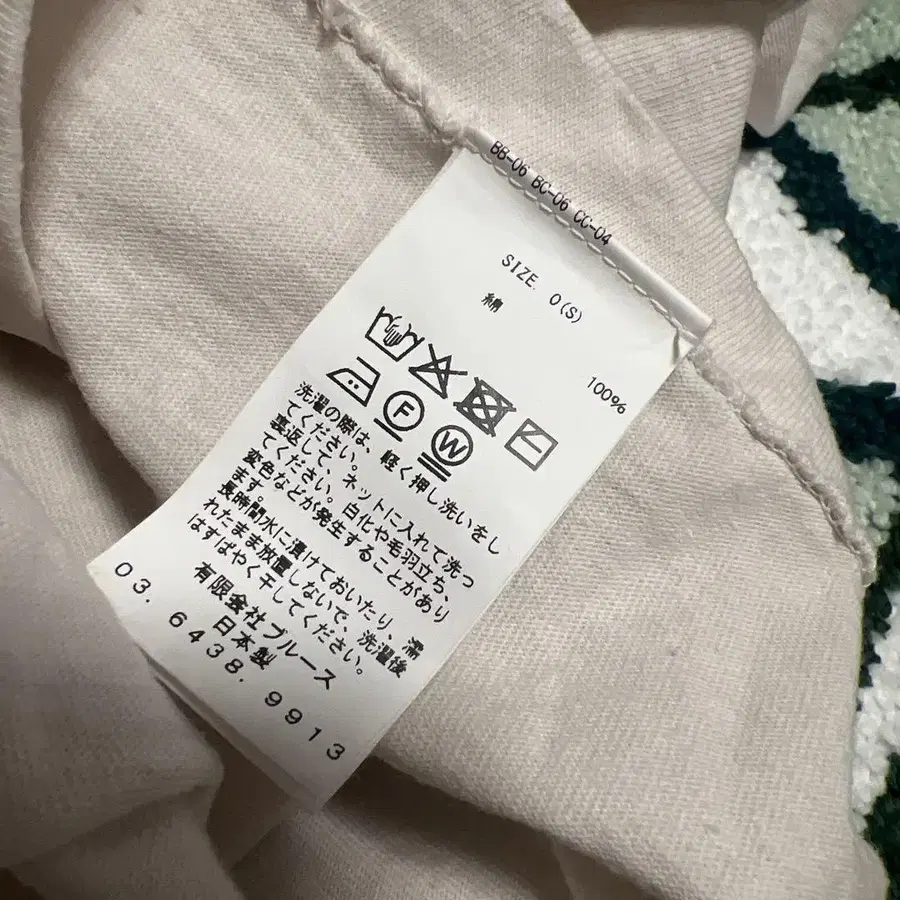 BB-06 BC-06 CC-04
SIZE. 0(S)
綿 100%
F
W
洗濯の際は、軽く押し洗いをし
てください。
裏返して、ネットに入れて洗っ
てください。白化や毛羽立ち、
変色などが発生することがあり
ます。
長時間水に漬けておいたり、濡
れたまま放置しないで、洗濯後
はすばやく干してください。
有限会社ブルース
日本製
03. 6438. 9913